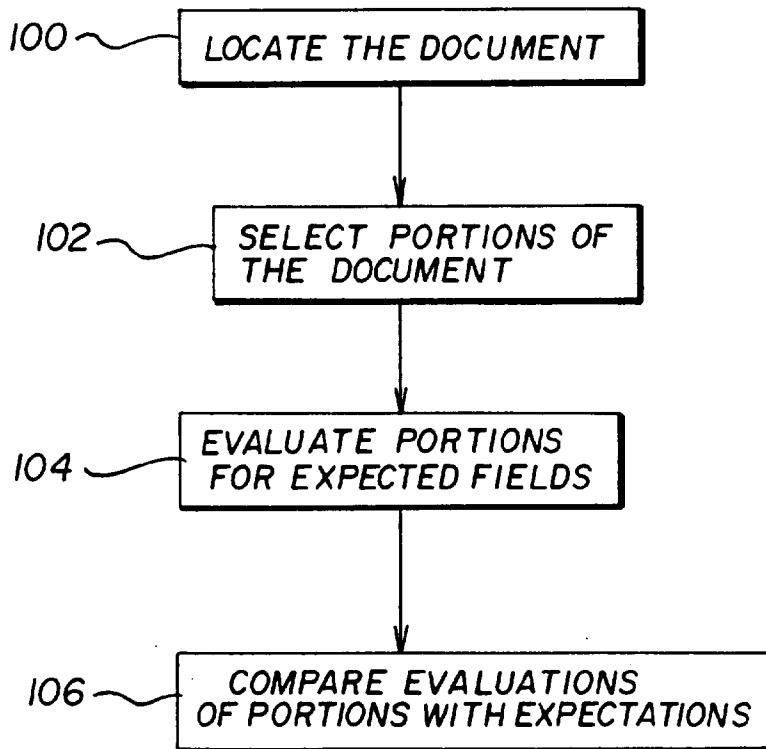 100
LOCATE THE DOCUMENT
102
SELECT PORTIONS OF
THE DOCUMENT
104
EVALUATE PORTIONS
FOR EXPECTED FIELDS
106
COMPARE EVALUATIONS
OF PORTIONS WITH EXPECTATIONS